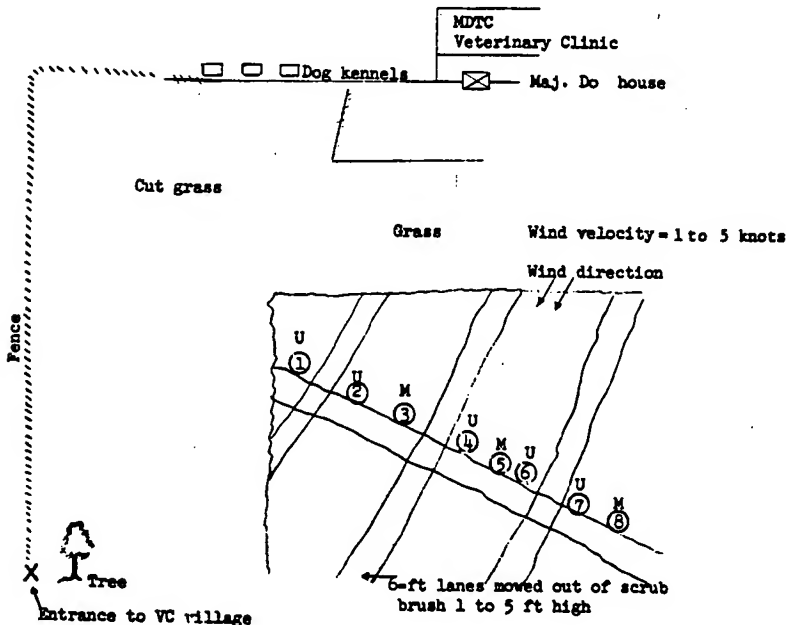 MDTC
Veterinary Clinic
Dog kennels
Maj. Do house
Cut grass
Grass
Wind velocity = 1 to 5 knots
Wind direction
Fence
U
1
U
2
M
3
U
4
M
5
U
6
U
7
M
8
Tree
6-ft lanes mowed out of scrub
brush 1 to 5 ft high
X
Entrance to VC village